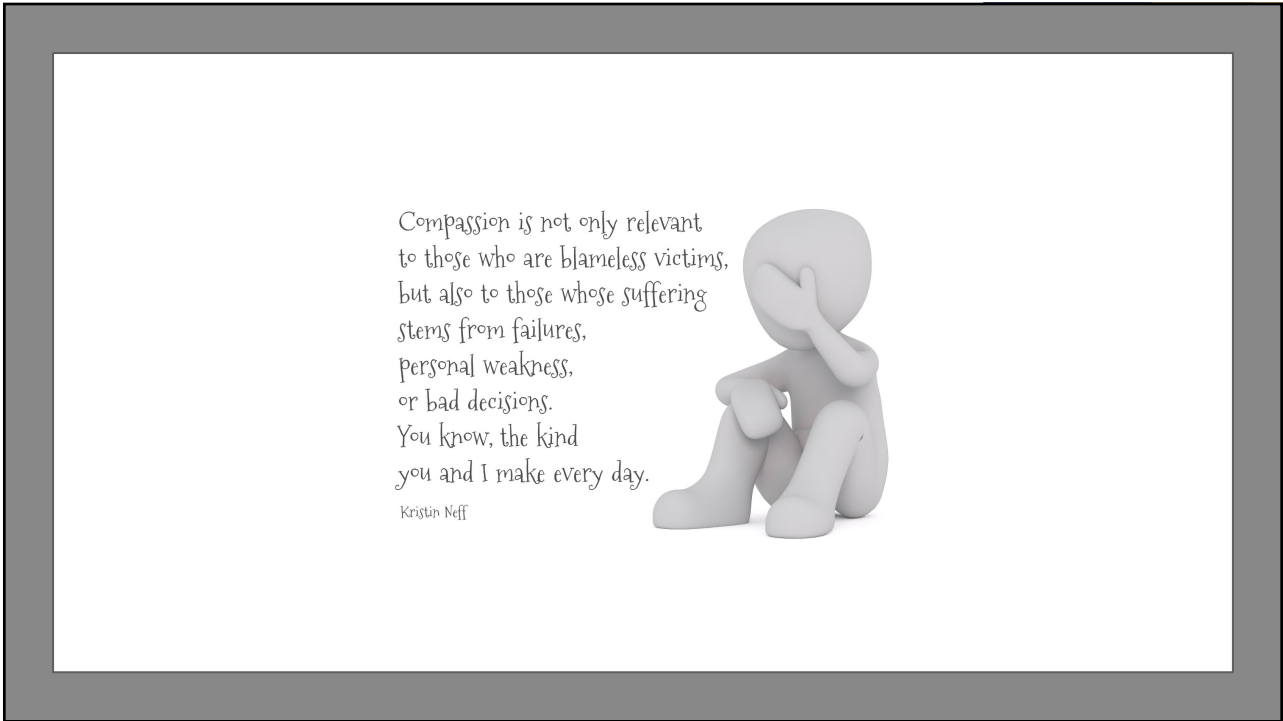 Compassion is not only relevant
to those who are blameless victims,
but also to those whose suffering
stems from failures,
personal weakness,
or bad decisions.
You know, the kind
you and I make every day.
Kristin Neff